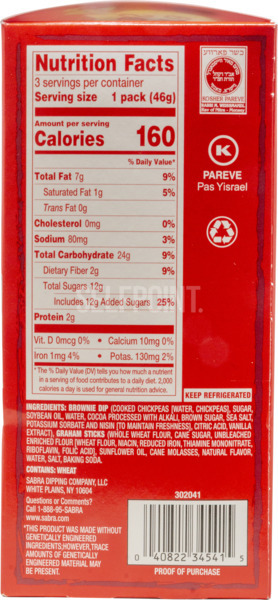 Nutrition Facts
3 servings per container
Serving size 1 pack (46g)
Amount per serving
Calories 160
% Daily Value*
Total Fat 7g 9%
Saturated Fat 1g 5%
Trans Fat 0g
Cholesterol 0mg 0%
Sodium 80mg 3%
Total Carbohydrate 24g 9%
Dietary Fiber 2g 9%
Total Sugars 12g
Includes 12g Added Sugars 25%
Protein 2g
Vit. D 0mcg 0% • Calcium 10mg 0%
Iron 1mg 4% • Potas. 130mg 2%
*The % Daily Value (DV) tells you how much a nutrient
in a serving of food contributes to a daily diet. 2,000
calories a day is used for general nutrition advice.
כשר פארווה
KOSHER PAREVE
K
PAREVE
Pas Yisrael
SELFPOINT.
KEEP REFRIGERATED
INGREDIENTS: BROWNIE DIP (COOKED CHICKPEAS [WATER, CHICKPEAS], SUGAR,
SOYBEAN OIL, WATER, COCOA PROCESSED WITH ALKALI, BROWN SUGAR, SEA SALT,
POTASSIUM SORBATE AND NISIN [TO MAINTAIN FRESHNESS], CITRIC ACID, VANILLA
EXTRACT), GRAHAM STICKS (WHOLE WHEAT FLOUR, CANE SUGAR, UNBLEACHED
ENRICHED FLOUR [WHEAT FLOUR, NIACIN, REDUCED IRON, THIAMINE MONONITRATE,
RIBOFLAVIN, FOLIC ACID], SUNFLOWER OIL, CANE MOLASSES, NATURAL FLAVOR,
WATER, SALT, BAKING SODA.
CONTAINS: WHEAT
SABRA DIPPING COMPANY, LLC
WHITE PLAINS, NY 10604
Questions or Comments?
Call 1-888-95-SABRA
www.sabra.com
*THIS PRODUCT WAS MADE WITHOUT
GENETICALLY ENGINEERED
INGREDIENTS;HOWEVER,TRACE
AMOUNTS OF GENETICALLY
ENGINEERED MATERIAL MAY
BE PRESENT.
302041
0 40822 34541 5
PROOF OF PURCHASE